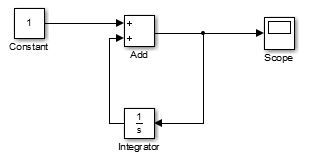 1
Constant
+
+
Add
Scope
1
s
Integrator